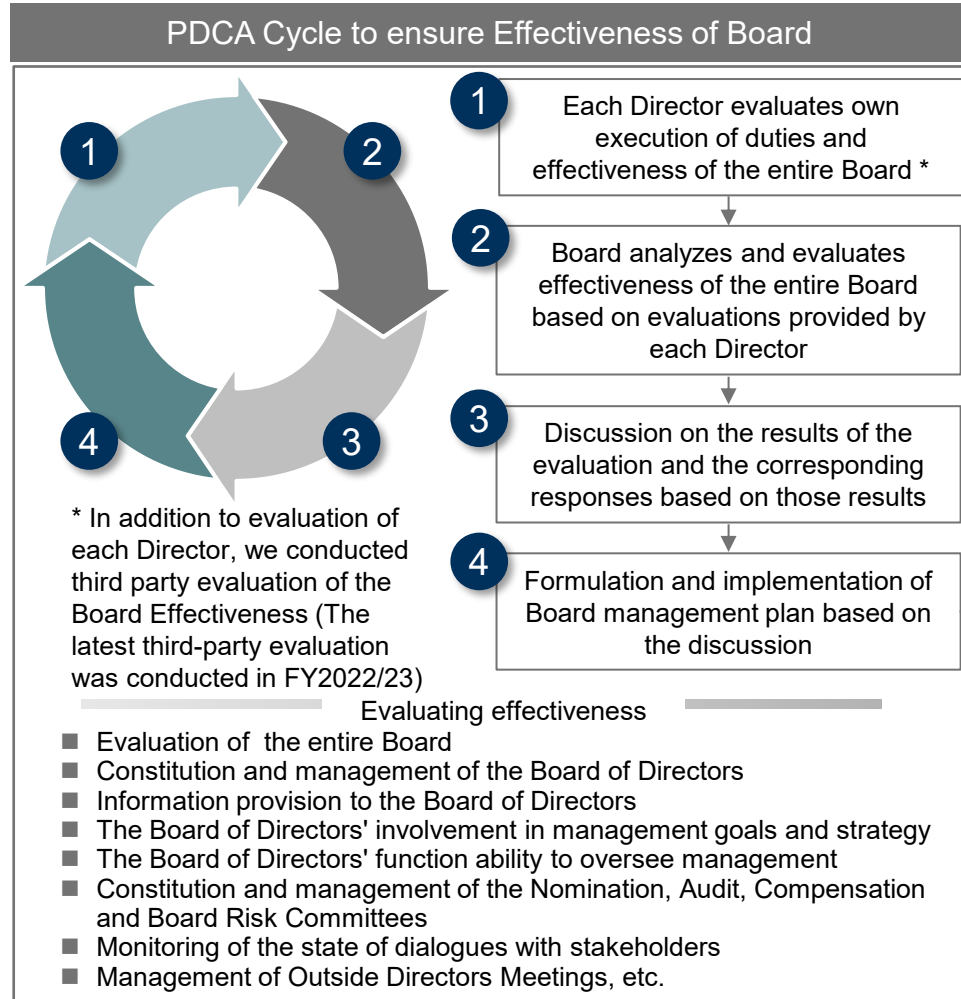 PDCA Cycle to ensure Effectiveness of Board
1
2
3
4
1
Each Director evaluates own
execution of duties and
effectiveness of the entire Board *
2
Board analyzes and evaluates
effectiveness of the entire Board
based on evaluations provided by
each Director
3
Discussion on the results of the
evaluation and the corresponding
responses based on those results
4
Formulation and implementation of
Board management plan based on
the discussion
* In addition to evaluation of
each Director, we conducted
third party evaluation of the
Board Effectiveness (The
latest third-party evaluation
was conducted in FY2022/23)
Evaluating effectiveness
■ Evaluation of the entire Board
■ Constitution and management of the Board of Directors
■ Information provision to the Board of Directors
■ The Board of Directors' involvement in management goals and strategy
■ The Board of Directors' function ability to oversee management
■ Constitution and management of the Nomination, Audit, Compensation
and Board Risk Committees
■ Monitoring of the state of dialogues with stakeholders
■ Management of Outside Directors Meetings, etc.